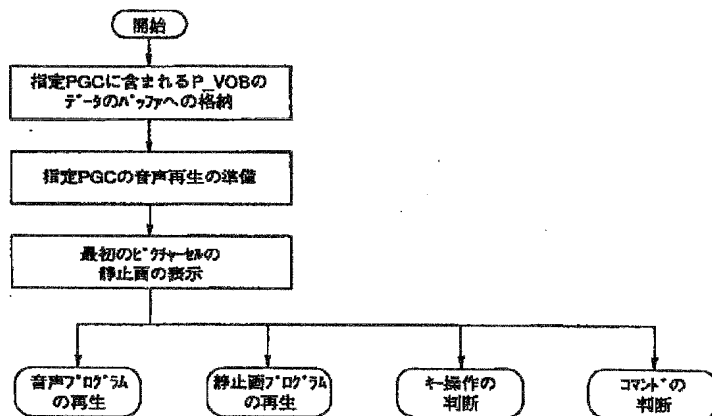 開始
指定PGCに含まれるP_VOBの
ﾃﾞｰﾀのﾊﾞｯﾌｧへの格納
指定PGCの音声再生の準備
最初のﾋﾟｸﾁｬｰｾﾙの
静止画の表示
音声ﾌﾟﾛｸﾞﾗﾑ
の再生
静止画ﾌﾟﾛｸﾞﾗﾑ
の再生
ｷｰ操作の
判断
ｺﾏﾝﾄﾞの
判断